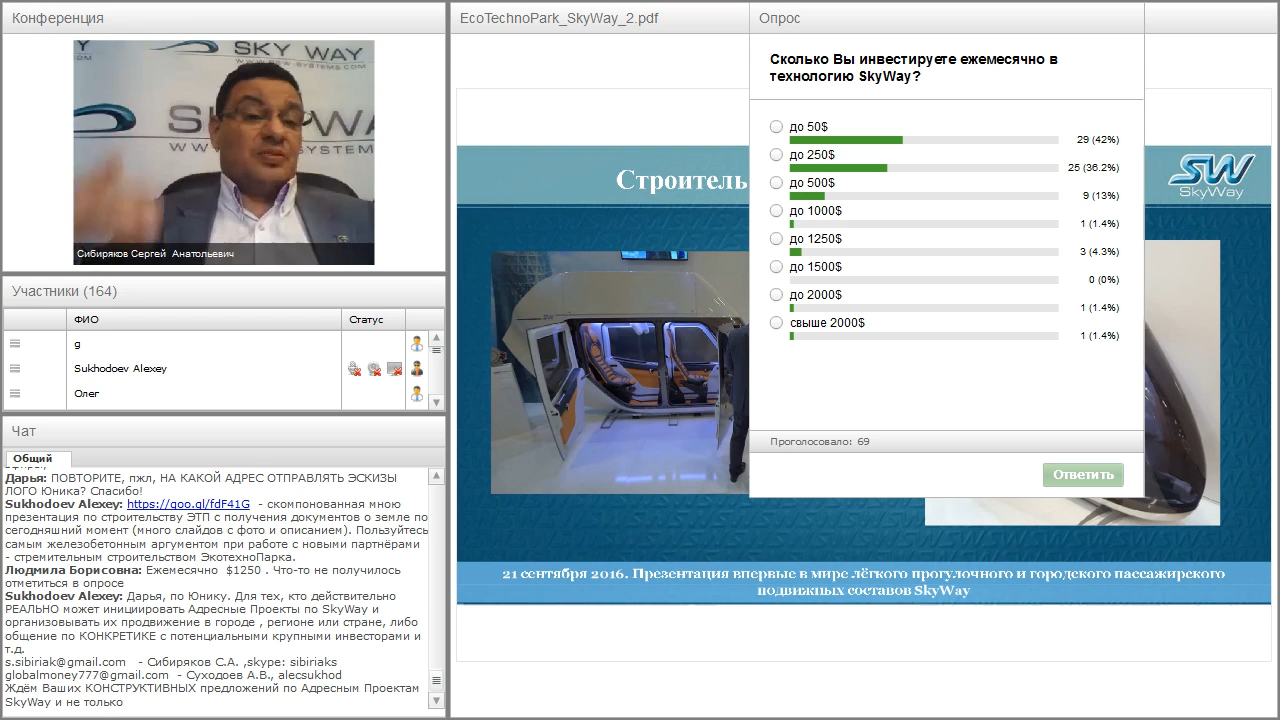 Конференция
SKY WAY
WWW.RSW-SYSTEMS.COM
Сибиряков Сергей Анатольевич
Участники (164)
ФИО
Статус
g
Sukhodoev Alexey
Олег
Чат
Общий
Дарья: ПОВТОРИТЕ, пжл, НА КАКОЙ АДРЕС ОТПРАВЛЯТЬ ЭСКИЗЫ
ЛОГО Юника? Спасибо!
Sukhodoev Alexey: https://goo.gl/fdF41G - скомпонованная мною
презентация по строительству ЭТП с получения документов о земле по
сегодняшний момент (много слайдов с фото и описанием). Пользуйтесь
самым железобетонным аргументом при работе с новыми партнёрами
- стремительным строительством ЭкотехноПарка.
Людмила Борисовна: Ежемесячно $1250 . Что-то не получилось
отметиться в опросе
Sukhodoev Alexey: Дарья, по Юнику. Для тех, кто действительно
РЕАЛЬНО может инициировать Адресные Проекты по SkyWay и
организовывать их продвижение в городе , регионе или стране, либо
общение по КОНКРЕТИКЕ с потенциальными крупными инвесторами и
т.д.
s.sibiriak@gmail.com - Сибиряков С.А. ,skype: sibiriaks
globalmoney777@gmail.com - Суходоев А.В., alecsukhod
Ждём Ваших КОНСТРУКТИВНЫХ предложений по Адресным Проектам
SkyWay и не только
EcoTechnoPark_SkyWay_2.pdf
Строитель
SW
SkyWay
21 сентября 2016. Презентация впервые в мире лёгкого прогулочного и городского пассажирского
подвижных составов SkyWay
Опрос
Сколько Вы инвестируете ежемесячно в
технологию SkyWay?
до 50$
29 (42%)
до 250$
25 (36.2%)
до 500$
9 (13%)
до 1000$
1 (1.4%)
до 1250$
3 (4.3%)
до 1500$
0 (0%)
до 2000$
1 (1.4%)
свыше 2000$
1 (1.4%)
Проголосовало: 69
Ответить